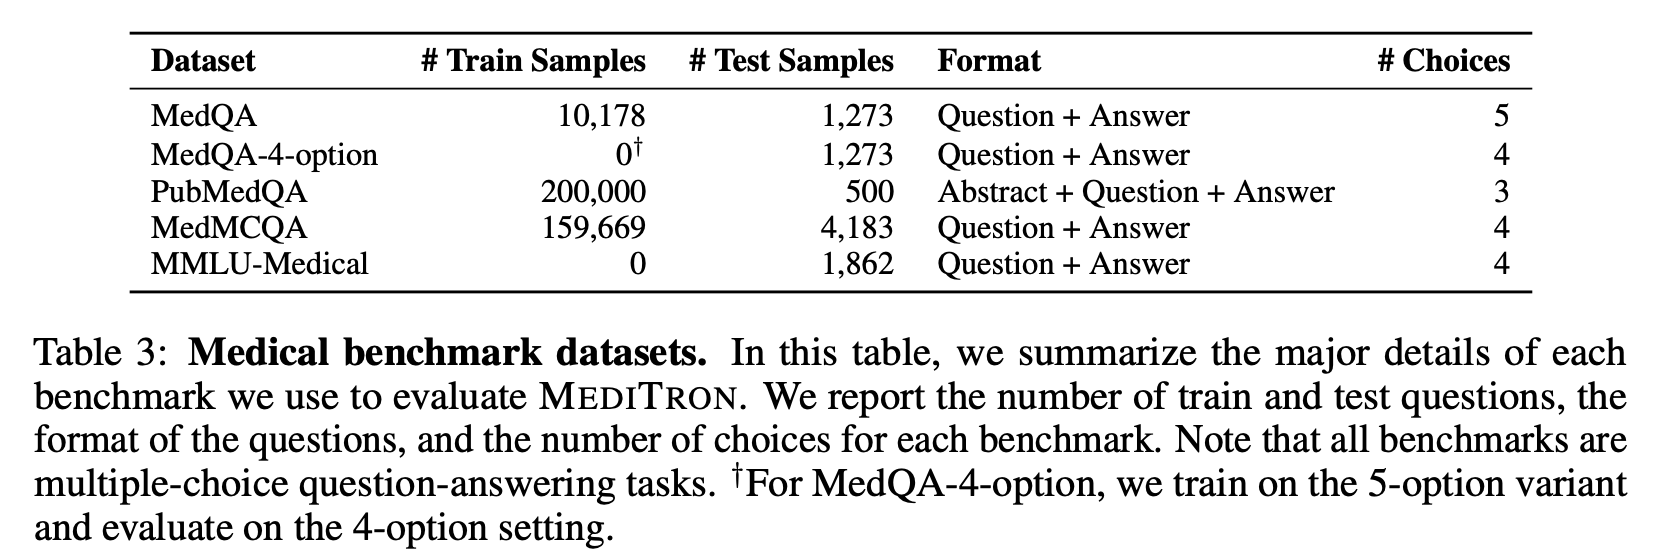 Dataset # Train Samples # Test Samples Format # Choices
MedQA 10,178 1,273 Question + Answer 5
MedQA-4-option 0† 1,273 Question + Answer 4
PubMedQA 200,000 500 Abstract + Question + Answer 3
MedMCQA 159,669 4,183 Question + Answer 4
MMLU-Medical 0 1,862 Question + Answer 4
Table 3: Medical benchmark datasets. In this table, we summarize the major details of each
benchmark we use to evaluate MEDITRON. We report the number of train and test questions, the
format of the questions, and the number of choices for each benchmark. Note that all benchmarks are
multiple-choice question-answering tasks. †For MedQA-4-option, we train on the 5-option variant
and evaluate on the 4-option setting.